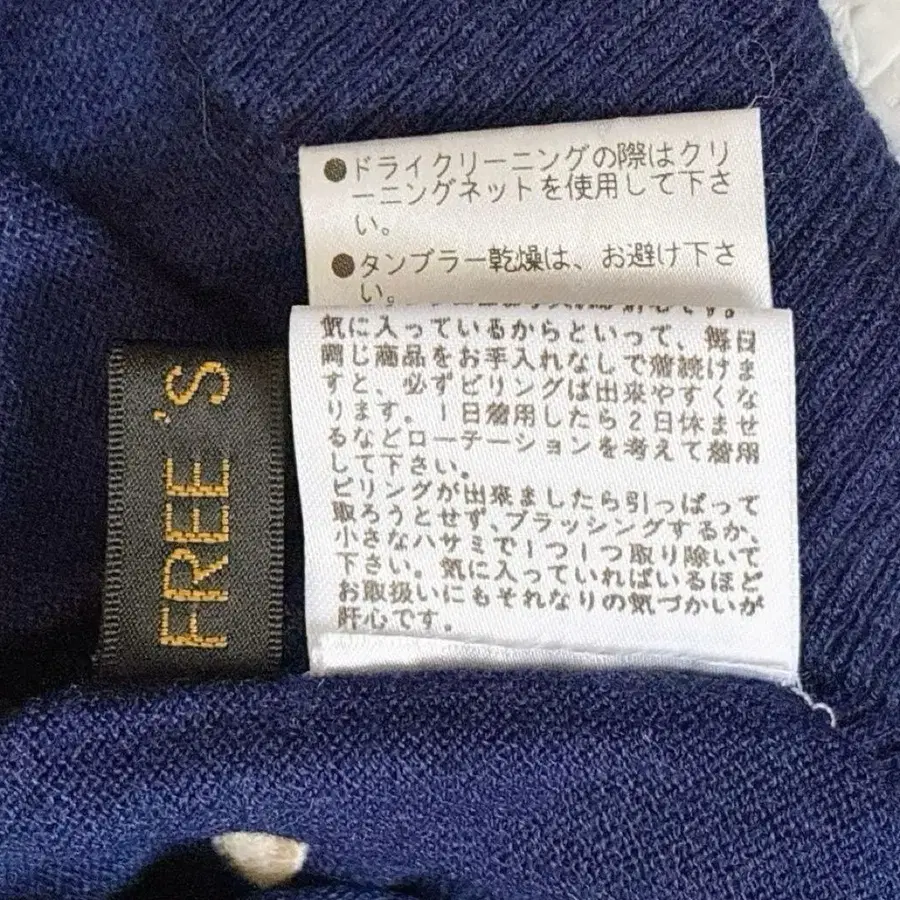 ●ドライクリーニングの際はクリ
ーニングネットを使用して下さ
い。
●タンブラー乾燥は、お避け下さ
い。
気に入っているからといって、毎日
同じ商品をお手入れなしで着続けま
すと、必ずピリングは出来やすくな
ります。1日着用したら2日休ませ
るなどローテーションを考えて着用
して下さい。
ピリングが出来ましたら引っぱって
取ろうとせず、ブラッシングするか、
小さなハサミで1つ1つ取り除いて
下さい。気に入っていればいるほど
お取扱いにもそれなりの気づかいが
肝心です。
FREE'S